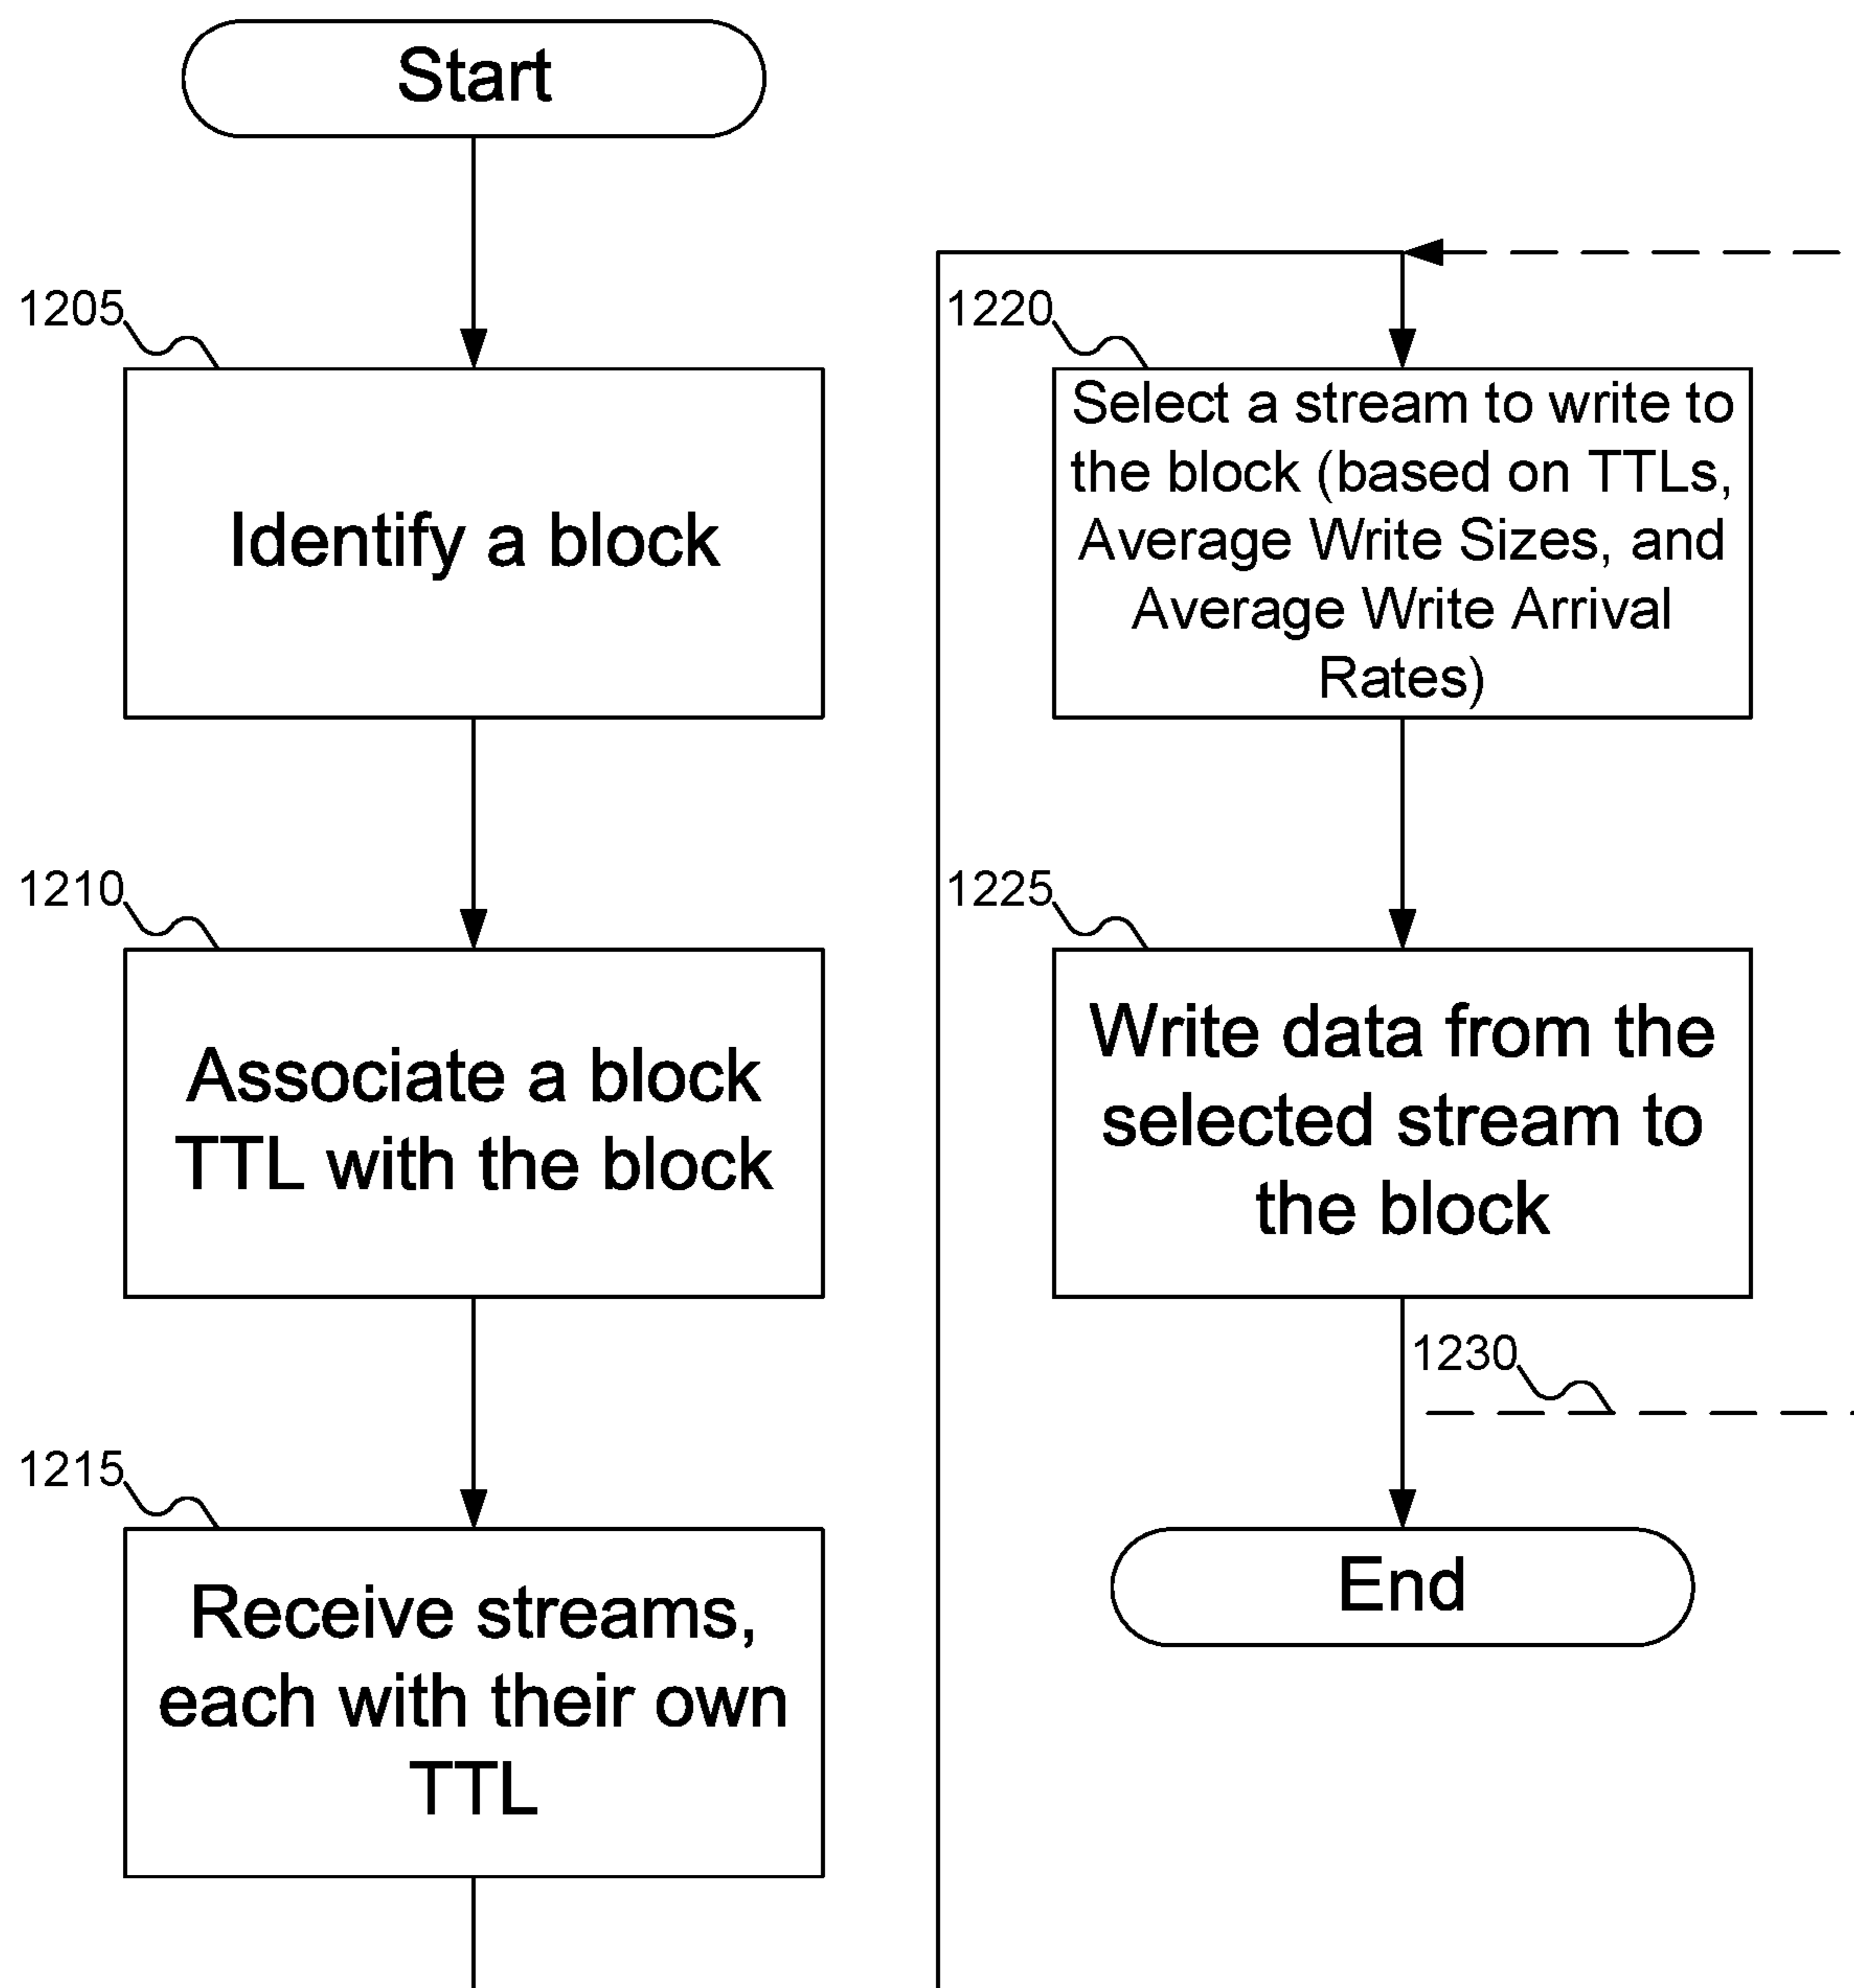 Start
1205
Identify a block
1210
Associate a block
TTL with the block
1215
Receive streams,
each with their own
TTL
1220
Select a stream to write to
the block (based on TTLs,
Average Write Sizes, and
Average Write Arrival
Rates)
1225
Write data from the
selected stream to
the block
1230
End